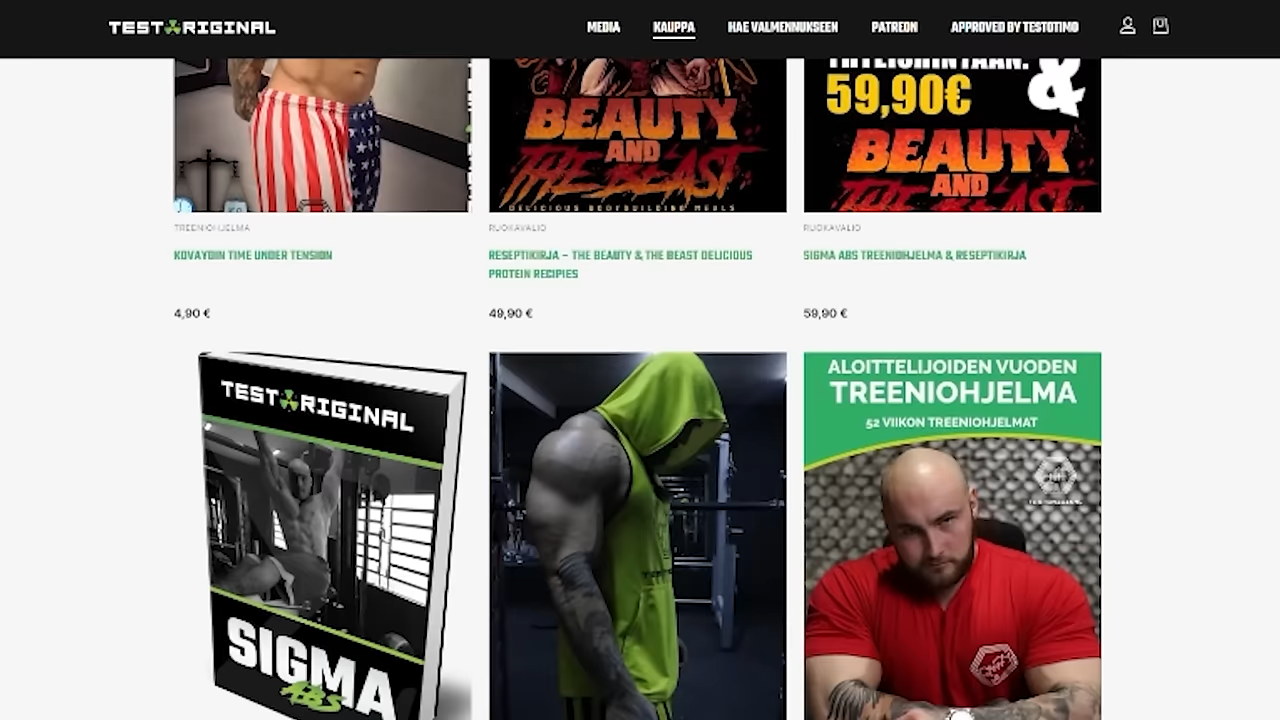 TESTORIGINAL
MEDIA
KAUPPA
HAE VALMENNUKSEEN
PATREON
APPROVED BY TESTOTIMO
BEAUTY
AND
THE BEAST
DELICIOUS BODYBUILDING MEALS
59,90€
&
BEAUTY
AND
THE BEAST
TREENIOHJELMA
KOVAYDIN TIME UNDER TENSION
4,90 €
RUOKAVALIO
RESEPTIKIRJA – THE BEAUTY & THE BEAST DELICIOUS
PROTEIN RECIPIES
49,90 €
RUOKAVALIO
SIGMA ABS TREENIOHJELMA & RESEPTIKIRJA
59,90 €
TESTORIGINAL
SIGMA
ABS
ALOITTELIJOIDEN VUODEN
TREENIOHJELMA
52 VIIKON TREENIOHJELMAT